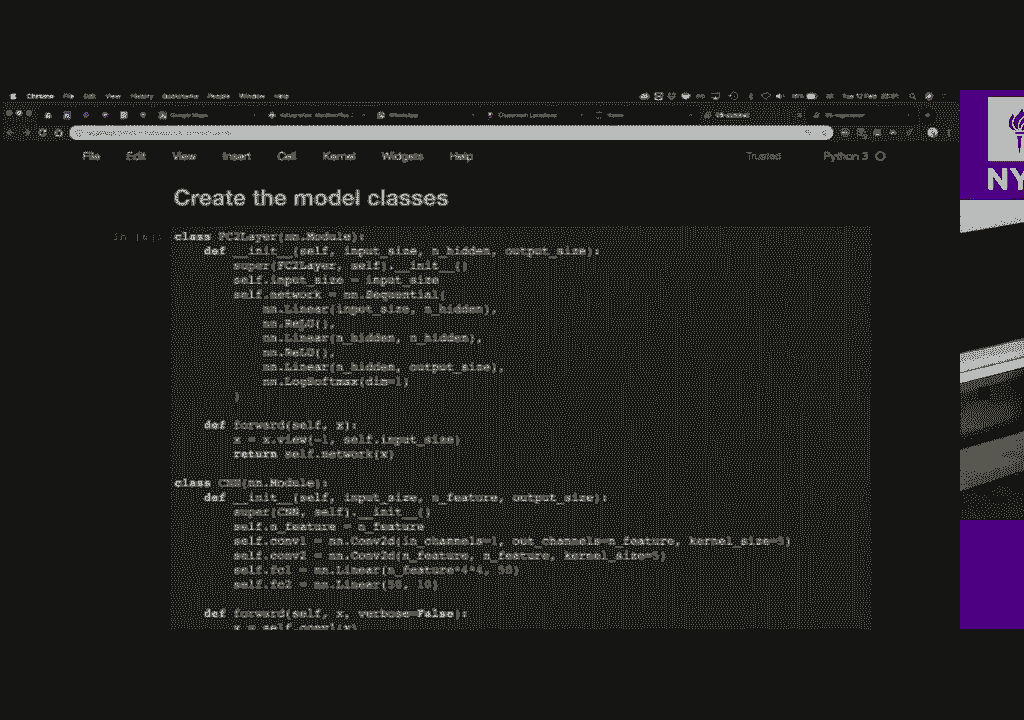 Chrome File Edit View History Bookmarks People Window Help
File Edit View Insert Cell Kernel Widgets Help Trusted Python 3
NY
Create the model classes
class FC2Layer(nn.Module):
def __init__(self, input_size, n_hidden, output_size):
super(FC2Layer, self).__init__()
self.input_size = input_size
self.network = nn.Sequential(
nn.Linear(input_size, n_hidden),
nn.ReLU(),
nn.Linear(n_hidden, n_hidden),
nn.ReLU(),
nn.Linear(n_hidden, output_size),
nn.LogSoftmax(dim=1)
)
def forward(self, x):
x = x.view(-1, self.input_size)
return self.network(x)
class CNN(nn.Module):
def __init__(self, input_size, n_feature, output_size):
super(CNN, self).__init__()
self.n_feature = n_feature
self.conv1 = nn.Conv2d(in_channels=1, out_channels=n_feature, kernel_size=5)
self.conv2 = nn.Conv2d(n_feature, n_feature, kernel_size=5)
self.fc1 = nn.Linear(n_feature*4*4, 50)
self.fc2 = nn.Linear(50, 10)
def forward(self, x, verbose=False):
x = self.conv1(x)